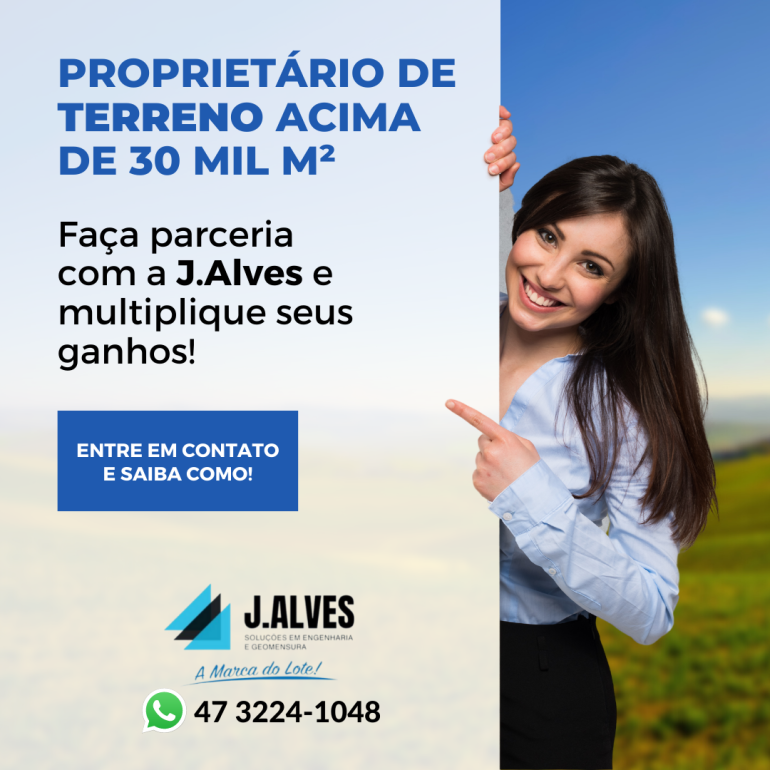 PROPRIETÁRIO DE
TERRENO ACIMA
DE 30 MIL M²
Faça parceria
com a J.Alves e
multiplique seus
ganhos!
ENTRE EM CONTATO
E SAIBA COMO!
J.ALVES
SOLUÇÕES EM ENGENHARIA
E GEOMENSURA
A Marca do Lote!
47 3224-1048